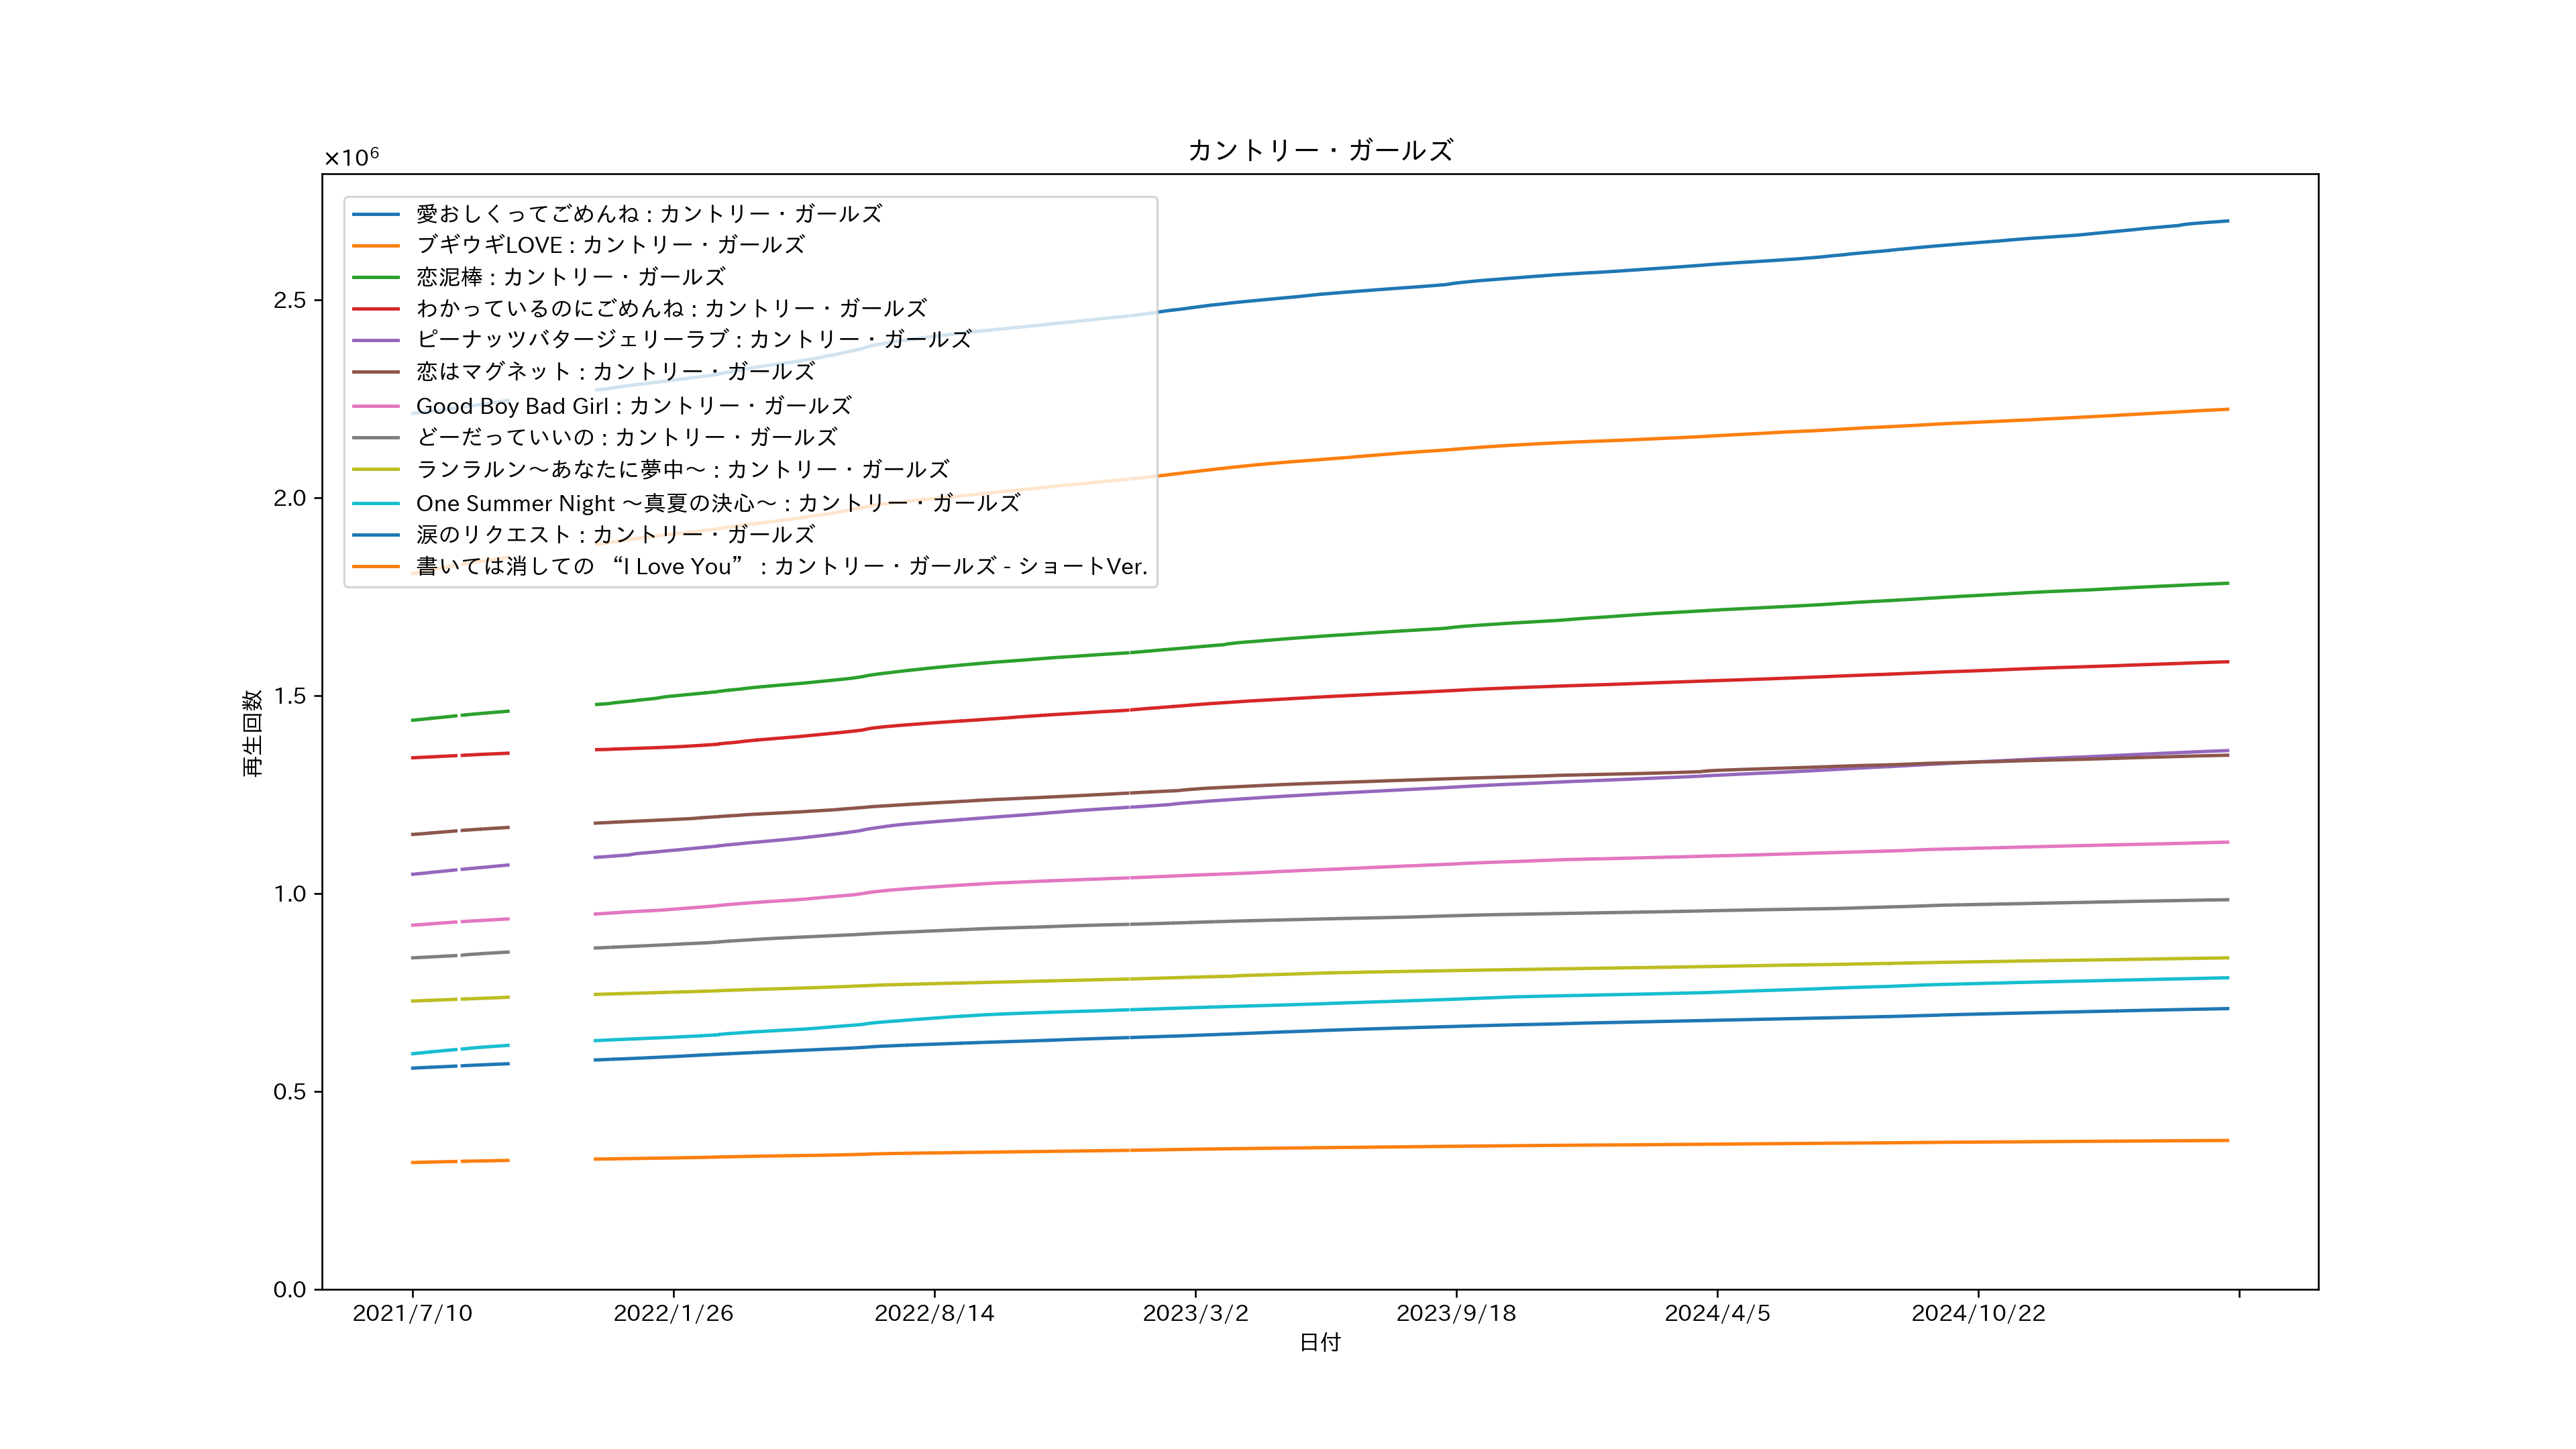 カントリー・ガールズ
×10⁶
愛おしくってごめんね : カントリー・ガールズ
ブギウギLOVE : カントリー・ガールズ
恋泥棒 : カントリー・ガールズ
わかっているのにごめんね : カントリー・ガールズ
ピーナッツバタージェリーラブ : カントリー・ガールズ
恋はマグネット : カントリー・ガールズ
Good Boy Bad Girl : カントリー・ガールズ
どーだっていいの : カントリー・ガールズ
ランラルン～あなたに夢中～ : カントリー・ガールズ
One Summer Night ～真夏の決心～ : カントリー・ガールズ
涙のリクエスト : カントリー・ガールズ
書いては消しての “I Love You” : カントリー・ガールズ - ショートVer.
2.5
2.0
1.5
1.0
0.5
0.0
再生回数
2021/7/10
2022/1/26
2022/8/14
2023/3/2
2023/9/18
2024/4/5
2024/10/22
日付